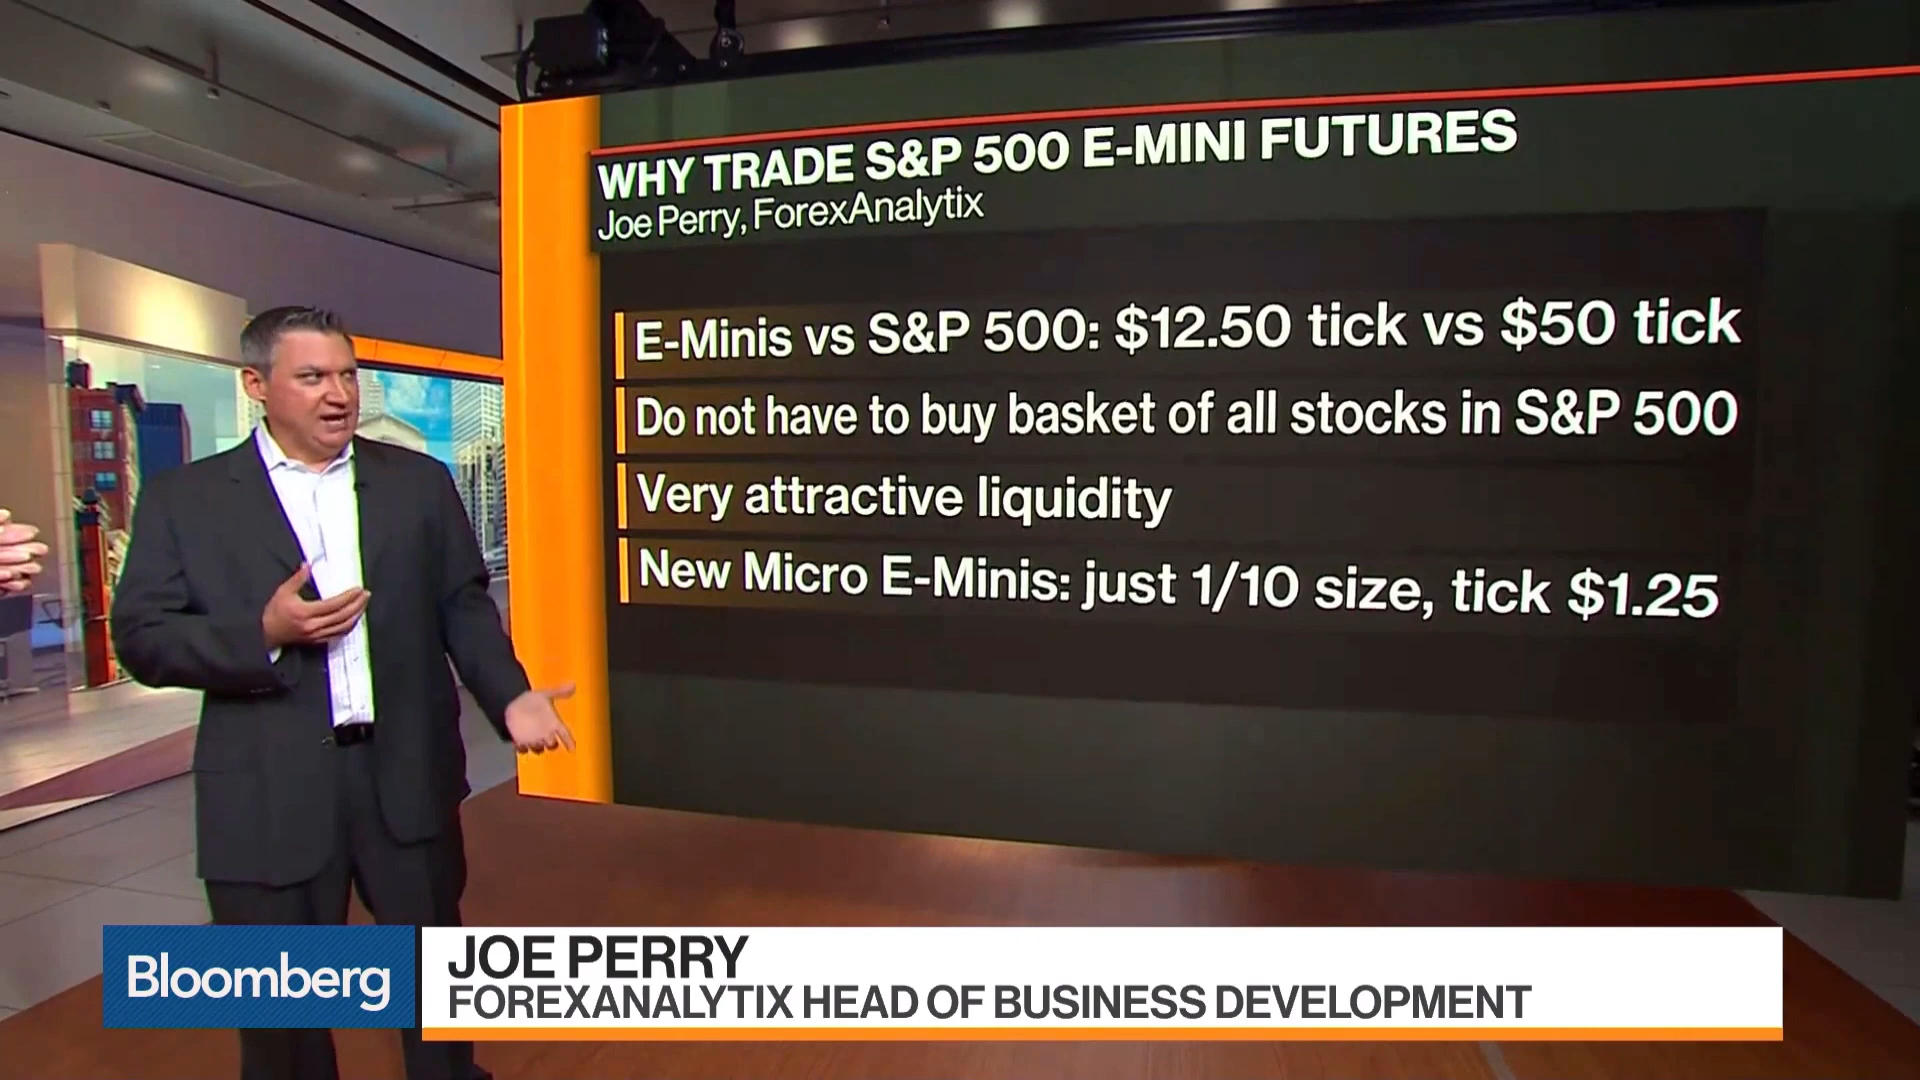 WHY TRADE S&P 500 E-MINI FUTURES
Joe Perry, ForexAnalytix
E-Minis vs S&P 500: $12.50 tick vs $50 tick
Do not have to buy basket of all stocks in S&P 500
Very attractive liquidity
New Micro E-Minis: just 1/10 size, tick $1.25
Bloomberg
JOE PERRY
FOREXANALYTIX HEAD OF BUSINESS DEVELOPMENT